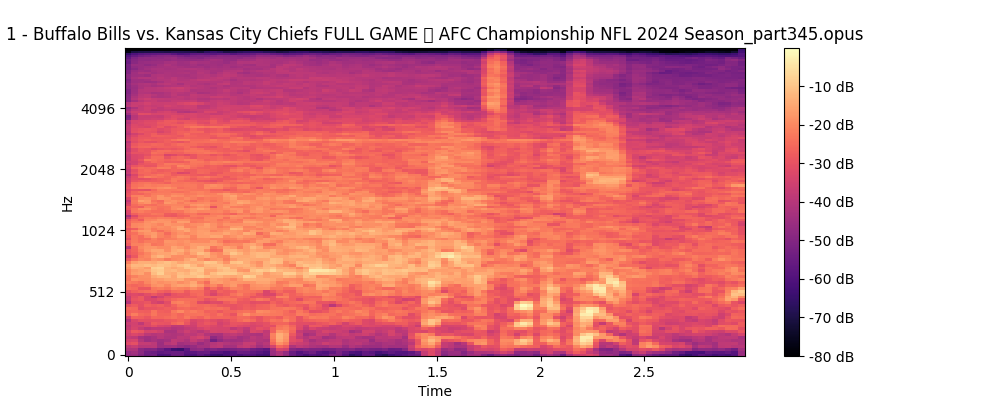 1 - Buffalo Bills vs. Kansas City Chiefs FULL GAME ▯ AFC Championship NFL 2024 Season_part345.opus
4096
2048
1024
512
0
Hz
0
0.5
1
1.5
2
2.5
Time
-10 dB
-20 dB
-30 dB
-40 dB
-50 dB
-60 dB
-70 dB
-80 dB